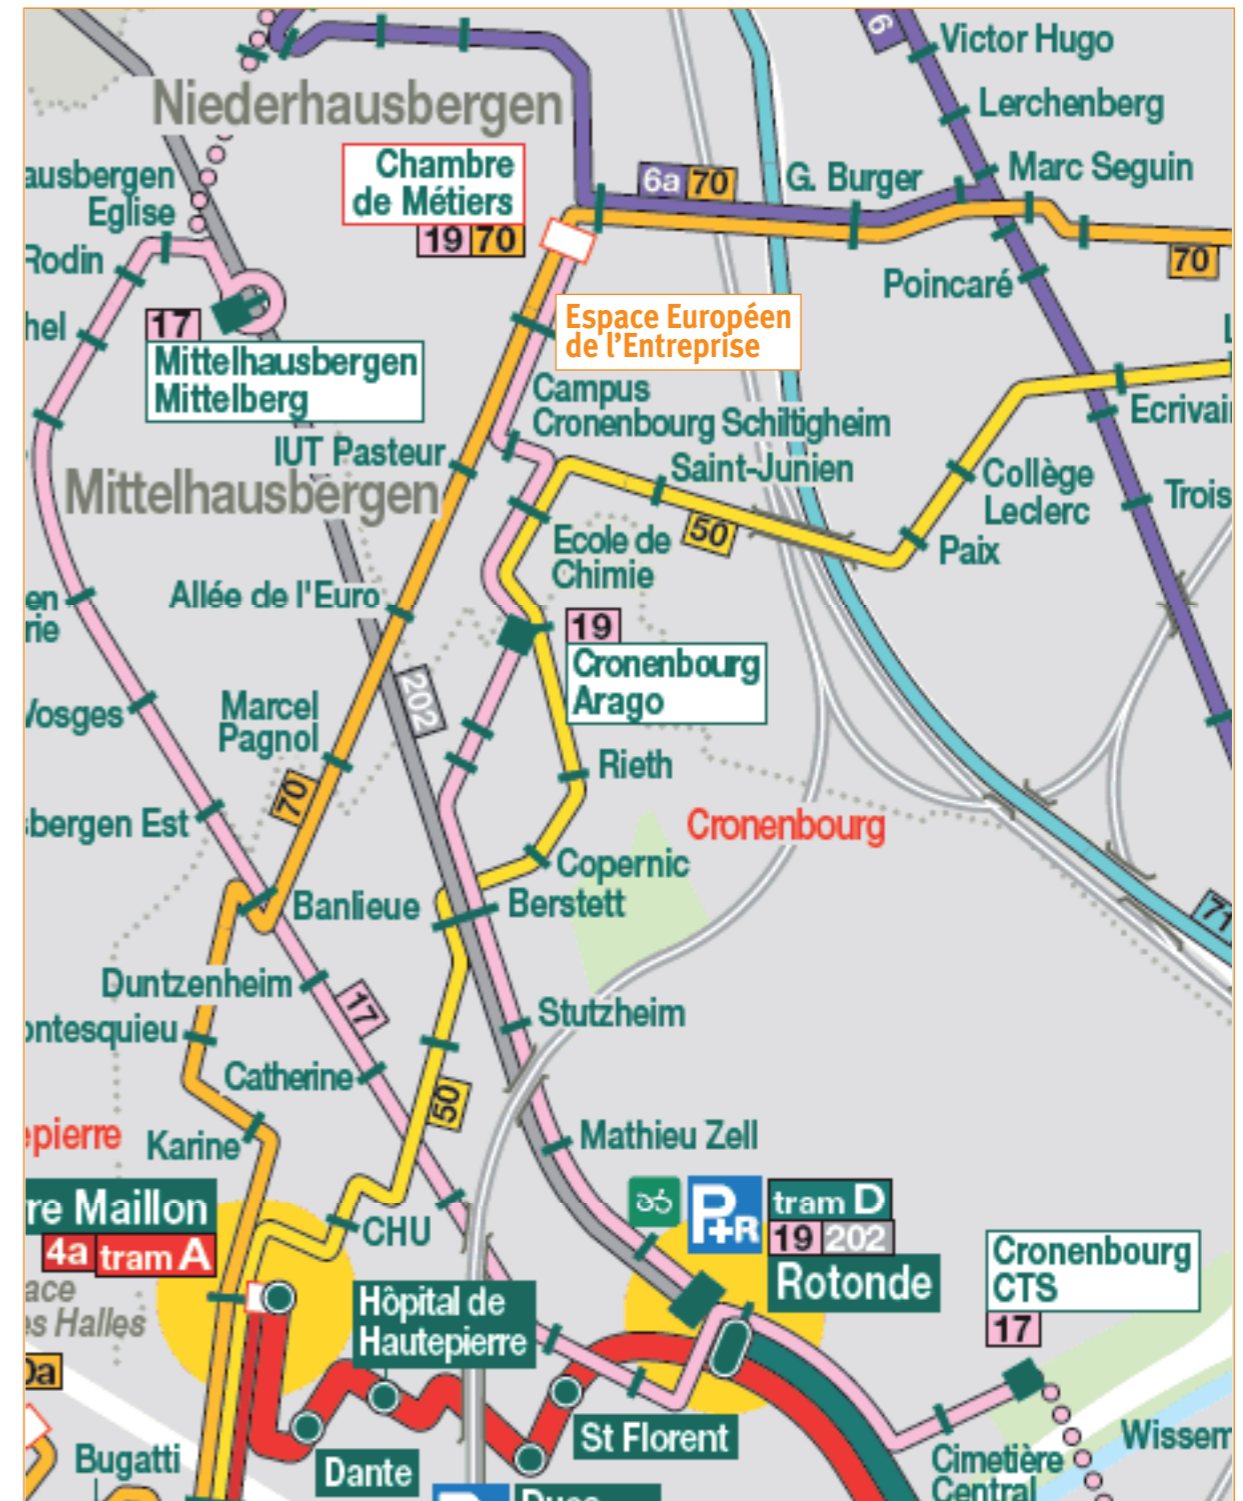 6
Victor Hugo
Niederhausbergen
Lerchenberg
Chambre
de Métiers
19 70
6a 70
G. Burger
Marc Seguin
ausbergen
Eglise
Rodin
70
Poincaré
hel
17
Mittelhausbergen
Mittelberg
Espace Européen
de l'Entreprise
Campus
Cronenbourg Schiltigheim
Ecrivai
IUT Pasteur
Saint-Junien
Collège
Leclerc
Trois
Mittelhausbergen
50
Paix
Ecole de
Chimie
en
rie
Allée de l'Euro
19
Cronenbourg
Arago
202
Vosges
Marcel
Pagnol
Rieth
70
sbergen Est
Cronenbourg
Copernic
Banlieue
Berstett
71
Duntzenheim
17
ontesquieu
Stutzheim
Catherine
50
epierre
Karine
Mathieu Zell
re Maillon
4a tram A
CHU
P+R
tram D
19 202
Rotonde
Cronenbourg
CTS
17
ace
es Halles
Hôpital de
Hautepierre
0a
St Florent
Bugatti
Dante
Cimetière
Central
Wissem